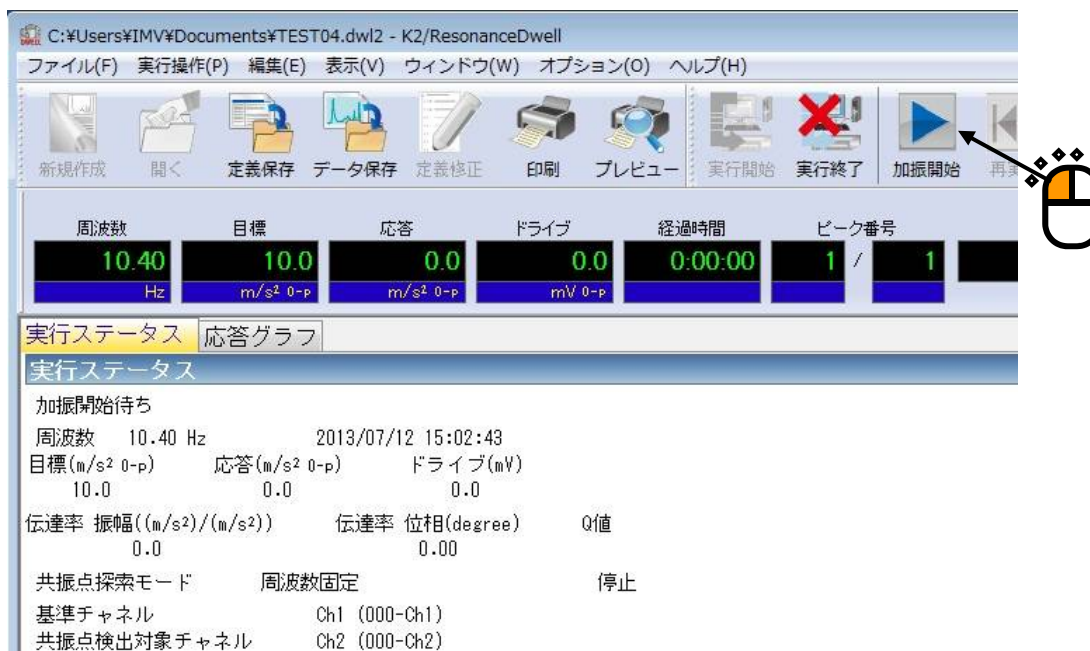 C:¥Users¥IMV¥Documents¥TEST04.dwl2 - K2/ResonanceDwell
ファイル(F) 実行操作(P) 編集(E) 表示(V) ウィンドウ(W) オプション(O) ヘルプ(H)
新規作成 開く 定義保存 データ保存 定義修正 印刷 プレビュー 実行開始 実行終了 加振開始
周波数 目標 応答 ドライブ 経過時間 ピーク番号
10.40 10.0 0.0 0.0 0:00:00 1 / 1
Hz m/s² 0-p m/s² 0-p mV 0-p
実行ステータス 応答グラフ
実行ステータス
加振開始待ち
周波数 10.40 Hz 2013/07/12 15:02:43
目標(m/s² 0-p) 応答(m/s² 0-p) ドライブ(mV)
10.0 0.0 0.0
伝達率 振幅((m/s²)/(m/s²)) 伝達率 位相(degree) Q値
0.0 0.00
共振点探索モード 周波数固定 停止
基準チャネル Ch1 (000-Ch1)
共振点検出対象チャネル Ch2 (000-Ch2)